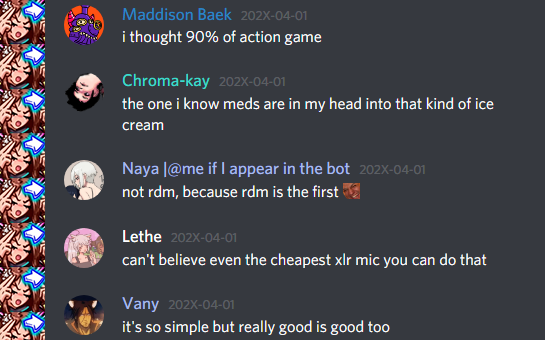 Maddison Baek 202X-04-01
i thought 90% of action game
Chroma-kay 202X-04-01
the one i know meds are in my head into that kind of ice
cream
Naya |@me if I appear in the bot 202X-04-01
not rdm, because rdm is the first
Lethe 202X-04-01
can't believe even the cheapest xlr mic you can do that
Vany 202X-04-01
it's so simple but really good is good too